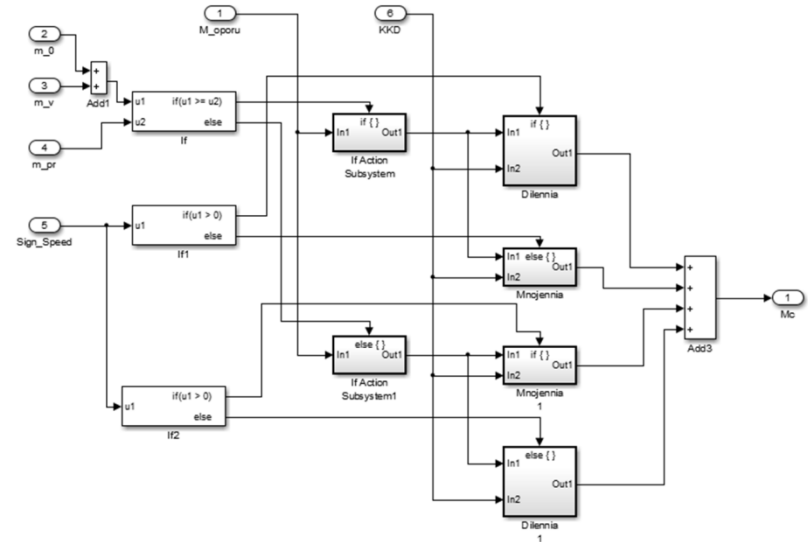 1
M_oporu
6
KKD
2
m_0
3
m_v
+
+
Add1
4
m_pr
u1 if(u1 >= u2)
u2 else
If
if { }
In1 Out1
If Action
Subsystem
if { }
In1
Out1
In2
Dilennia
5
Sign_Speed
u1 if(u1 > 0)
else
If1
In1 else { }
Out1
In2
Mnojennia
+
+
+
+
Add3
1
Mc
else { }
In1 Out1
If Action
Subsystem1
In1 if { }
Out1
In2
Mnojennia
1
if(u1 > 0)
u1
else
If2
else { }
In1
Out1
In2
Dilennia
1